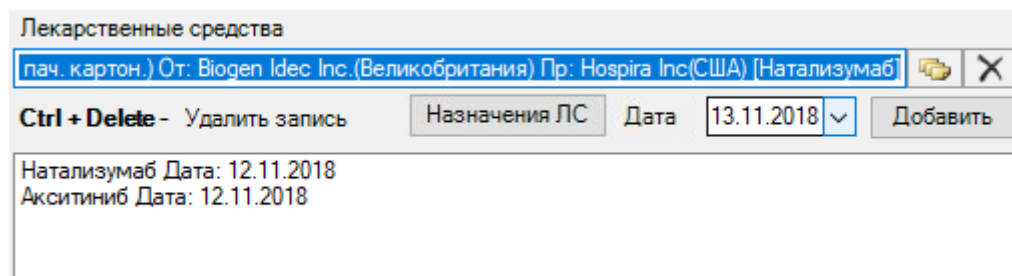 Лекарственные средства
пач. картон.) От: Biogen Idec Inc.(Великобритания) Пр: Hospira Inc(США) [Натализумаб]
Ctrl + Delete - Удалить запись Назначения ЛС Дата 13.11.2018 Добавить
Натализумаб Дата: 12.11.2018
Акситиниб Дата: 12.11.2018